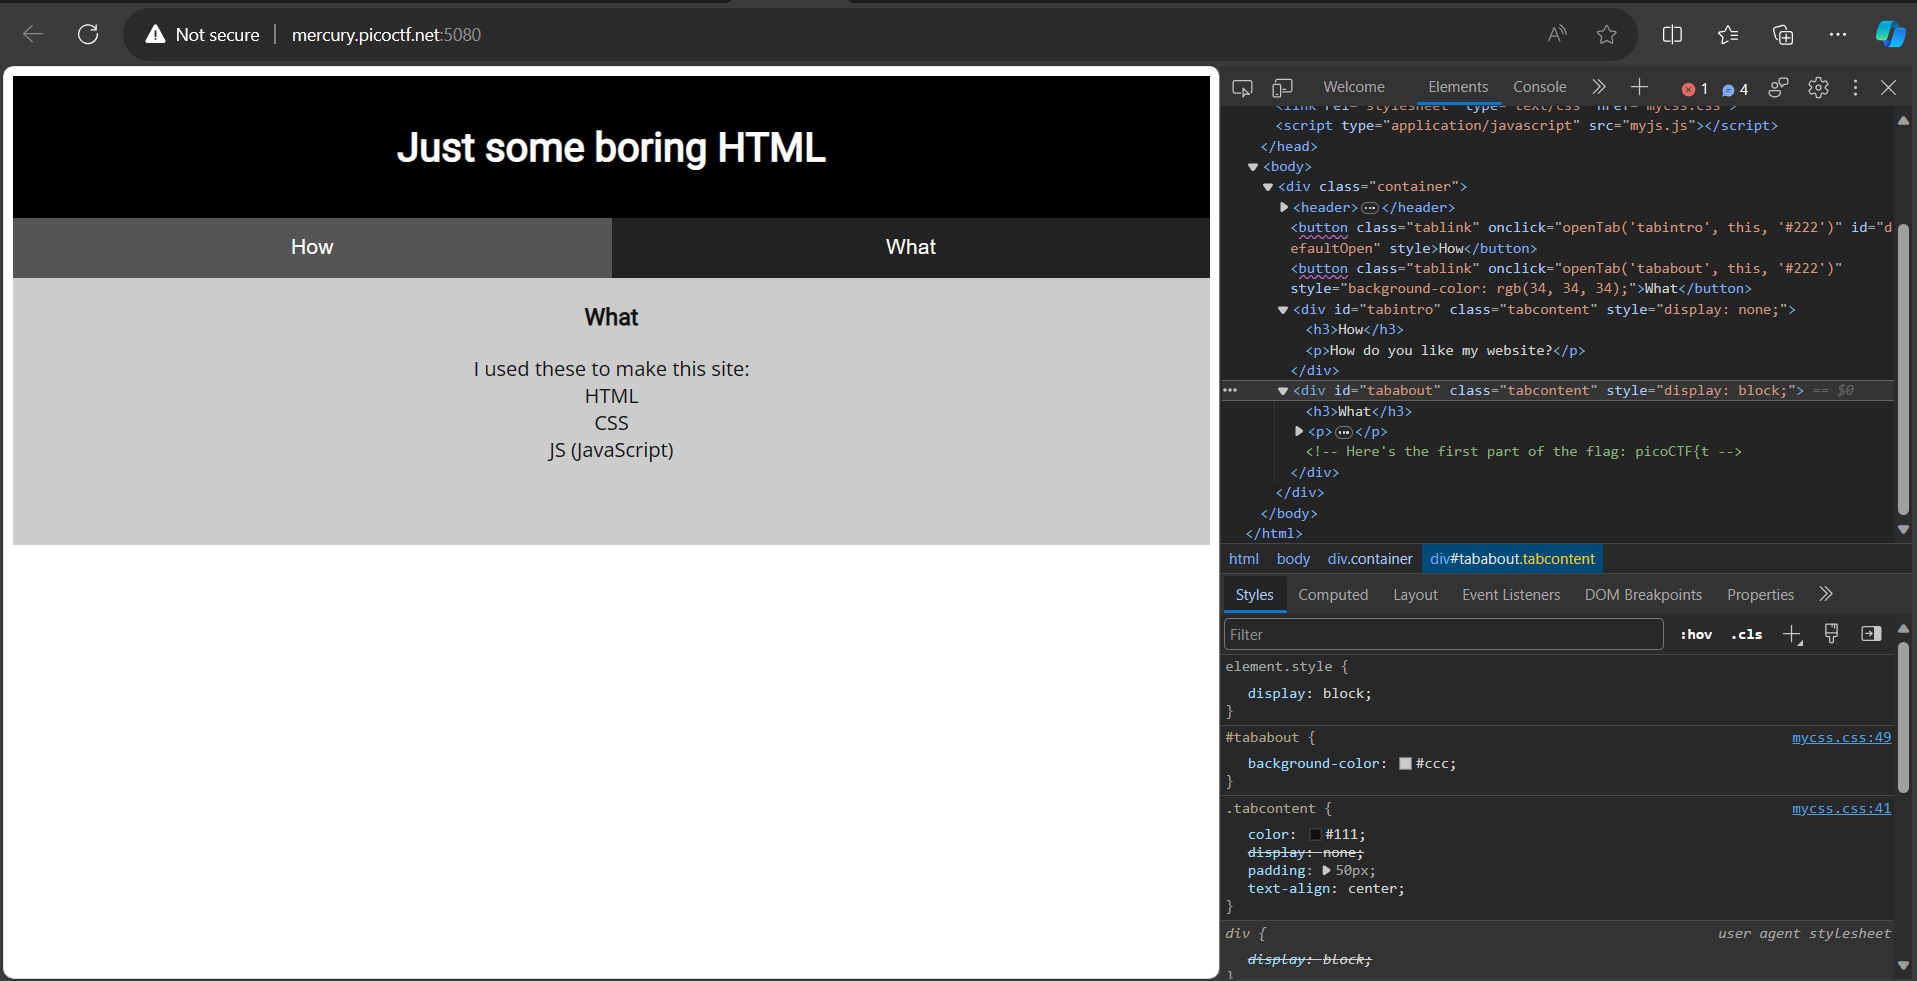 Not secure | mercury.picoctf.net:5080
Just some boring HTML
How
What
What
I used these to make this site:
HTML
CSS
JS (JavaScript)
Welcome Elements Console 1 4
<link rel="stylesheet" type="text/css" href="mycss.css">
<script type="application/javascript" src="myjs.js"></script>
</head>
<body>
<div class="container">
<header>…</header>
<button class="tablink" onclick="openTab('tabintro', this, '#222')" id="d
efaultOpen" style>How</button>
<button class="tablink" onclick="openTab('tababout', this, '#222')"
style="background-color: rgb(34, 34, 34);">What</button>
<div id="tabintro" class="tabcontent" style="display: none;">
<h3>How</h3>
<p>How do you like my website?</p>
</div>
<div id="tababout" class="tabcontent" style="display: block;"> == $0
<h3>What</h3>
<p>…</p>
<!-- Here's the first part of the flag: picoCTF{t -->
</div>
</div>
</body>
</html>
html body div.container div#tababout.tabcontent
Styles Computed Layout Event Listeners DOM Breakpoints Properties
Filter :hov .cls
element.style {
display: block;
}
#tababout { mycss.css:49
background-color: #ccc;
}
.tabcontent { mycss.css:41
color: #111;
display: none;
padding: 50px;
text-align: center;
}
div { user agent stylesheet
display: block;
}